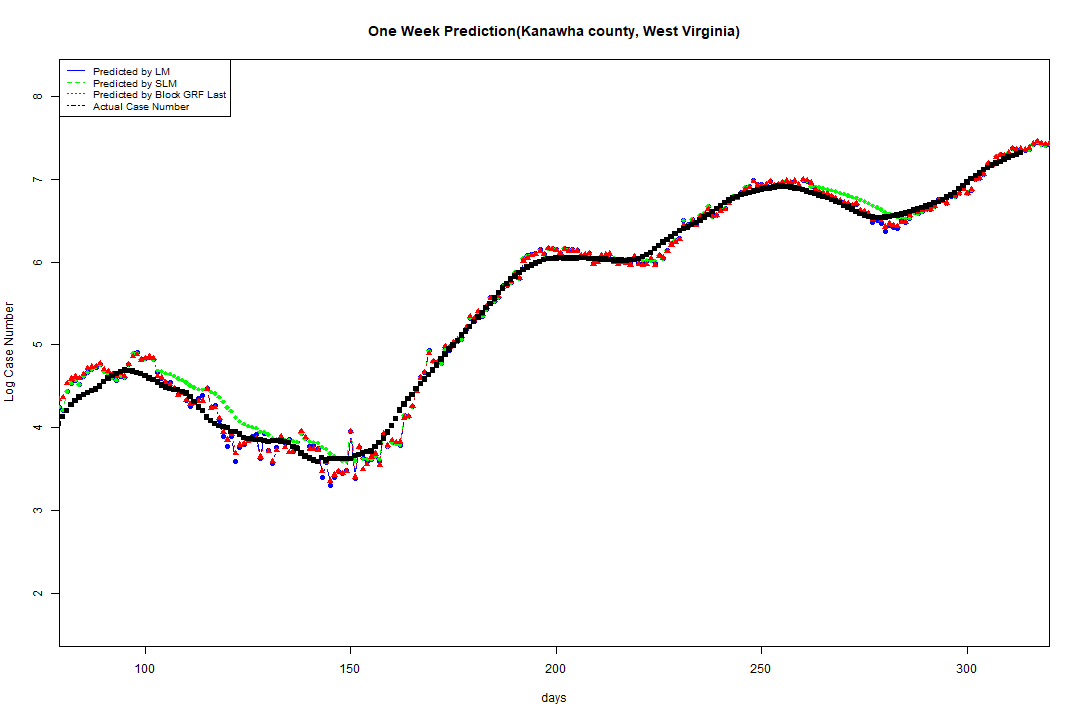 One Week Prediction(Kanawha county, West Virginia)
Predicted by LM
Predicted by SLM
Predicted by Block GRF Last
Actual Case Number
8
7
6
5
4
3
2
Log Case Number
100 150 200 250 300
days